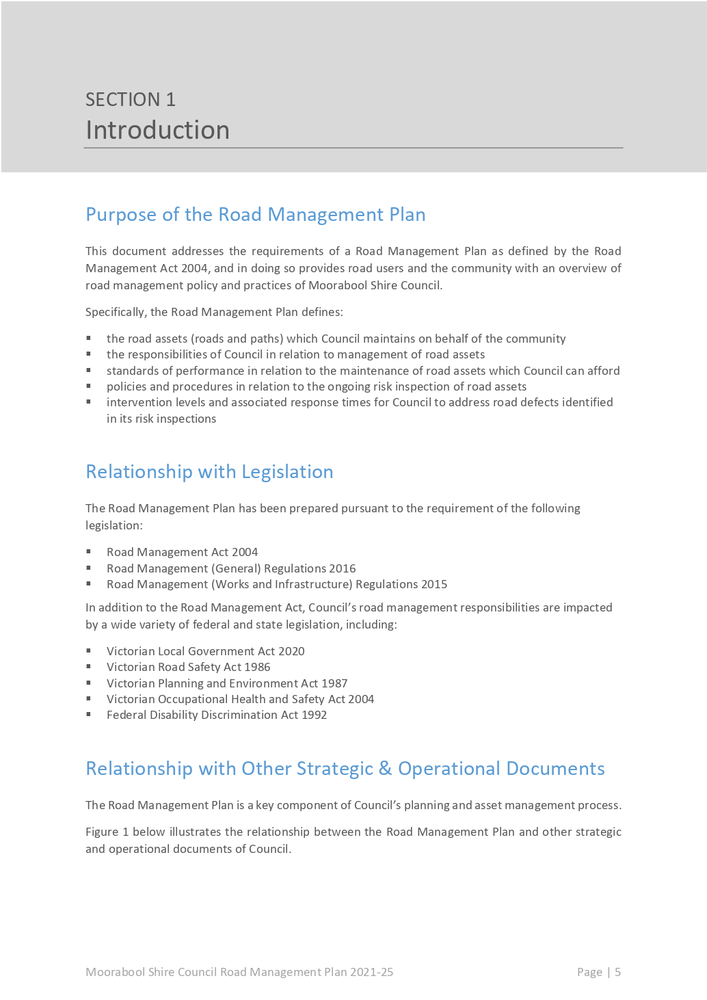 SECTION 1
Introduction
Purpose of the Road Management Plan
This document addresses the requirements of a Road Management Plan as defined by the Road
Management Act 2004, and in doing so provides road users and the community with an overview of
road management policy and practices of Moorabool Shire Council.
Specifically, the Road Management Plan defines:
▪ the road assets (roads and paths) which Council maintains on behalf of the community
▪ the responsibilities of Council in relation to management of road assets
▪ standards of performance in relation to the maintenance of road assets which Council can afford
▪ policies and procedures in relation to the ongoing risk inspection of road assets
▪ intervention levels and associated response times for Council to address road defects identified
in its risk inspections
Relationship with Legislation
The Road Management Plan has been prepared pursuant to the requirement of the following
legislation:
▪ Road Management Act 2004
▪ Road Management (General) Regulations 2016
▪ Road Management (Works and Infrastructure) Regulations 2015
In addition to the Road Management Act, Council’s road management responsibilities are impacted
by a wide variety of federal and state legislation, including:
▪ Victorian Local Government Act 2020
▪ Victorian Road Safety Act 1986
▪ Victorian Planning and Environment Act 1987
▪ Victorian Occupational Health and Safety Act 2004
▪ Federal Disability Discrimination Act 1992
Relationship with Other Strategic & Operational Documents
The Road Management Plan is a key component of Council’s planning and asset management process.
Figure 1 below illustrates the relationship between the Road Management Plan and other strategic
and operational documents of Council.
Moorabool Shire Council Road Management Plan 2021-25 Page | 5